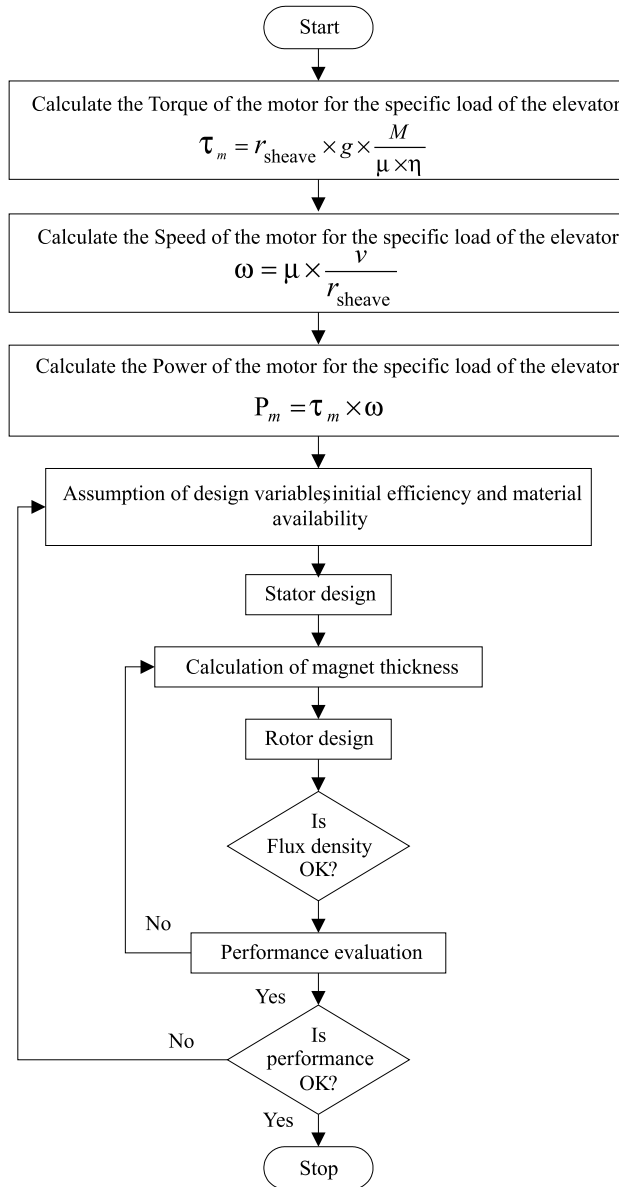 Start
Calculate the Torque of the motor for the specific load of the elevator
τm = rsheave × g × M / μ × η
Calculate the Speed of the motor for the specific load of the elevator
ω = μ × v / rsheave
Calculate the Power of the motor for the specific load of the elevator
Pm = τm × ω
Assumption of design variables, initial efficiency and material
availability
Stator design
Calculation of magnet thickness
Rotor design
Is
Flux density
OK?
No
Performance evaluation
Yes
No
Is
performance
OK?
Yes
Stop